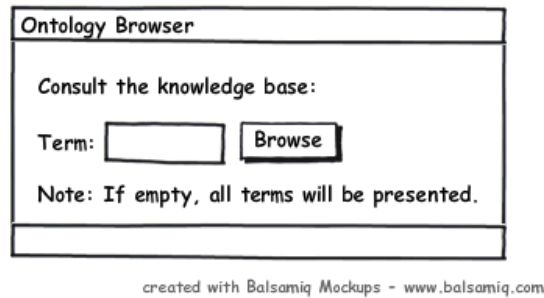 Ontology Browser
Consult the knowledge base:
Term: Browse
Note: If empty, all terms will be presented.
created with Balsamiq Mockups - www.balsamiq.com